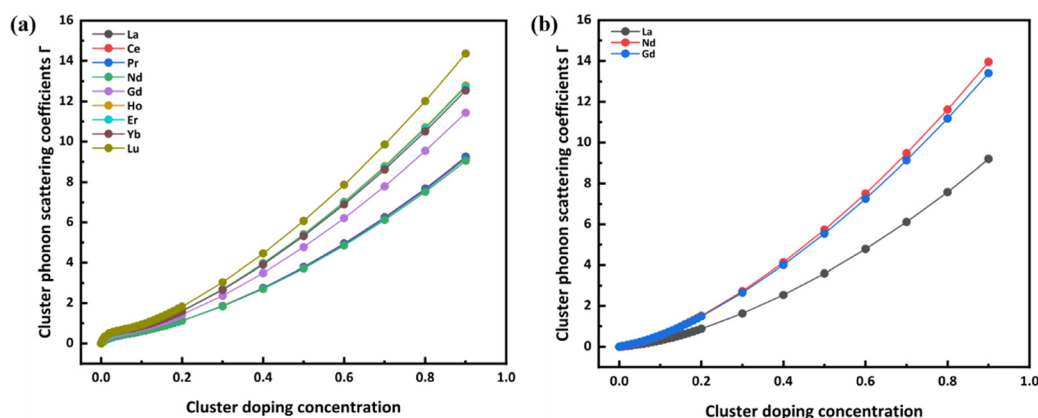 (a)
Cluster phonon scattering coefficients Γ
16
14
12
10
8
6
4
2
0
La
Ce
Pr
Nd
Gd
Ho
Er
Yb
Lu
0.0 0.2 0.4 0.6 0.8 1.0
Cluster doping concentration
(b)
Cluster phonon scattering coefficients Γ
16
14
12
10
8
6
4
2
0
La
Nd
Gd
0.0 0.2 0.4 0.6 0.8 1.0
Cluster doping concentration